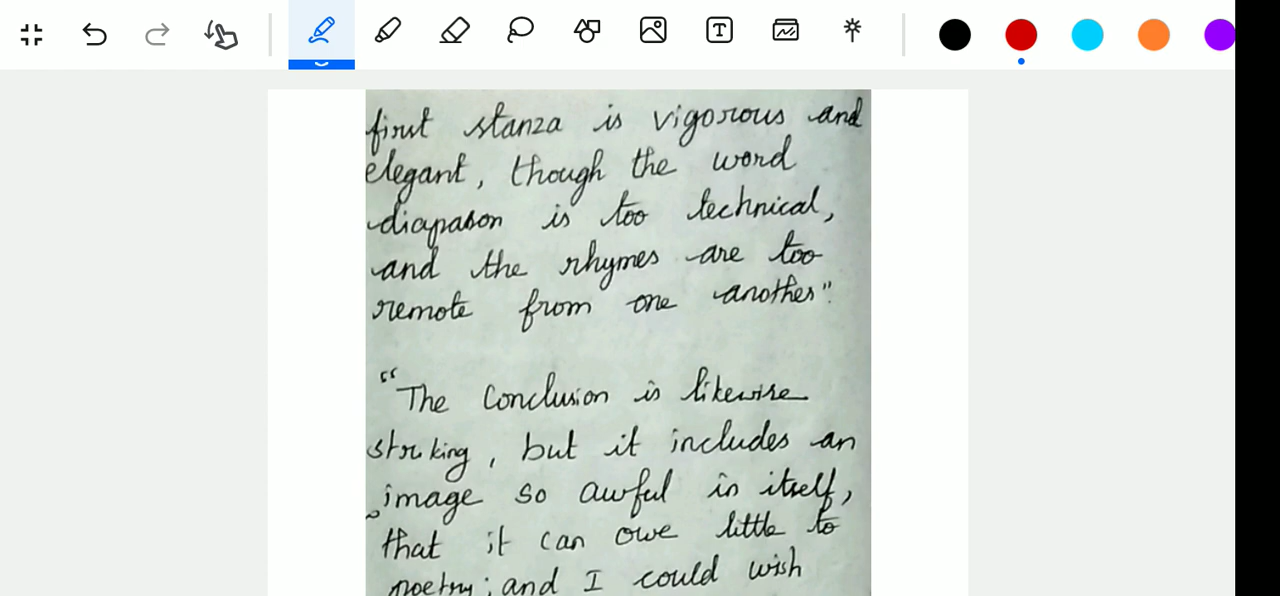 first stanza is vigorous and
elegant, though the word
diapason is too technical,
and the rhymes are too
remote from one another".
"The Conclusion is likewise
striking, but it includes an
image so awful in itself,
that it can owe little to
poetry; and I could wish